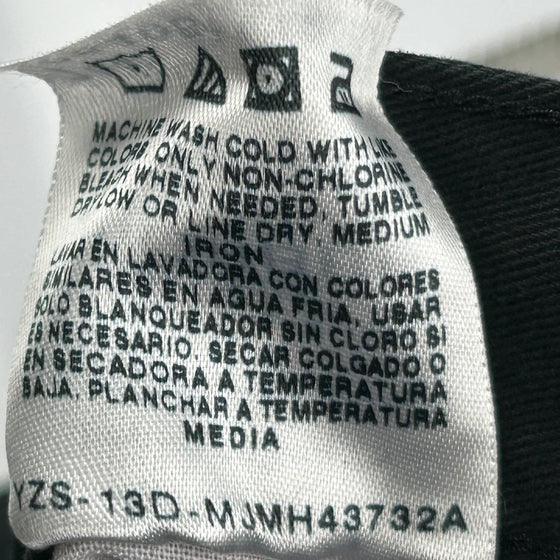 MACHINE WASH COLD WITH LIKE
COLORS ONLY NON-CHLORINE
BLEACH WHEN NEEDED, TUMBLE
DRYLOW OR LINE DRY, MEDIUM
IRON
LAVAR EN LAVADORA CON COLORES
SIMILARES EN AGUA FRIA, USAR
SOLO BLANQUEADOR SIN CLORO SI
ES NECESARIO. SECAR COLGADO O
EN SECADORA A TEMPERATURA
BAJA. PLANCHAR A TEMPERATURA
MEDIA
YZS-13D-MJMH43732A